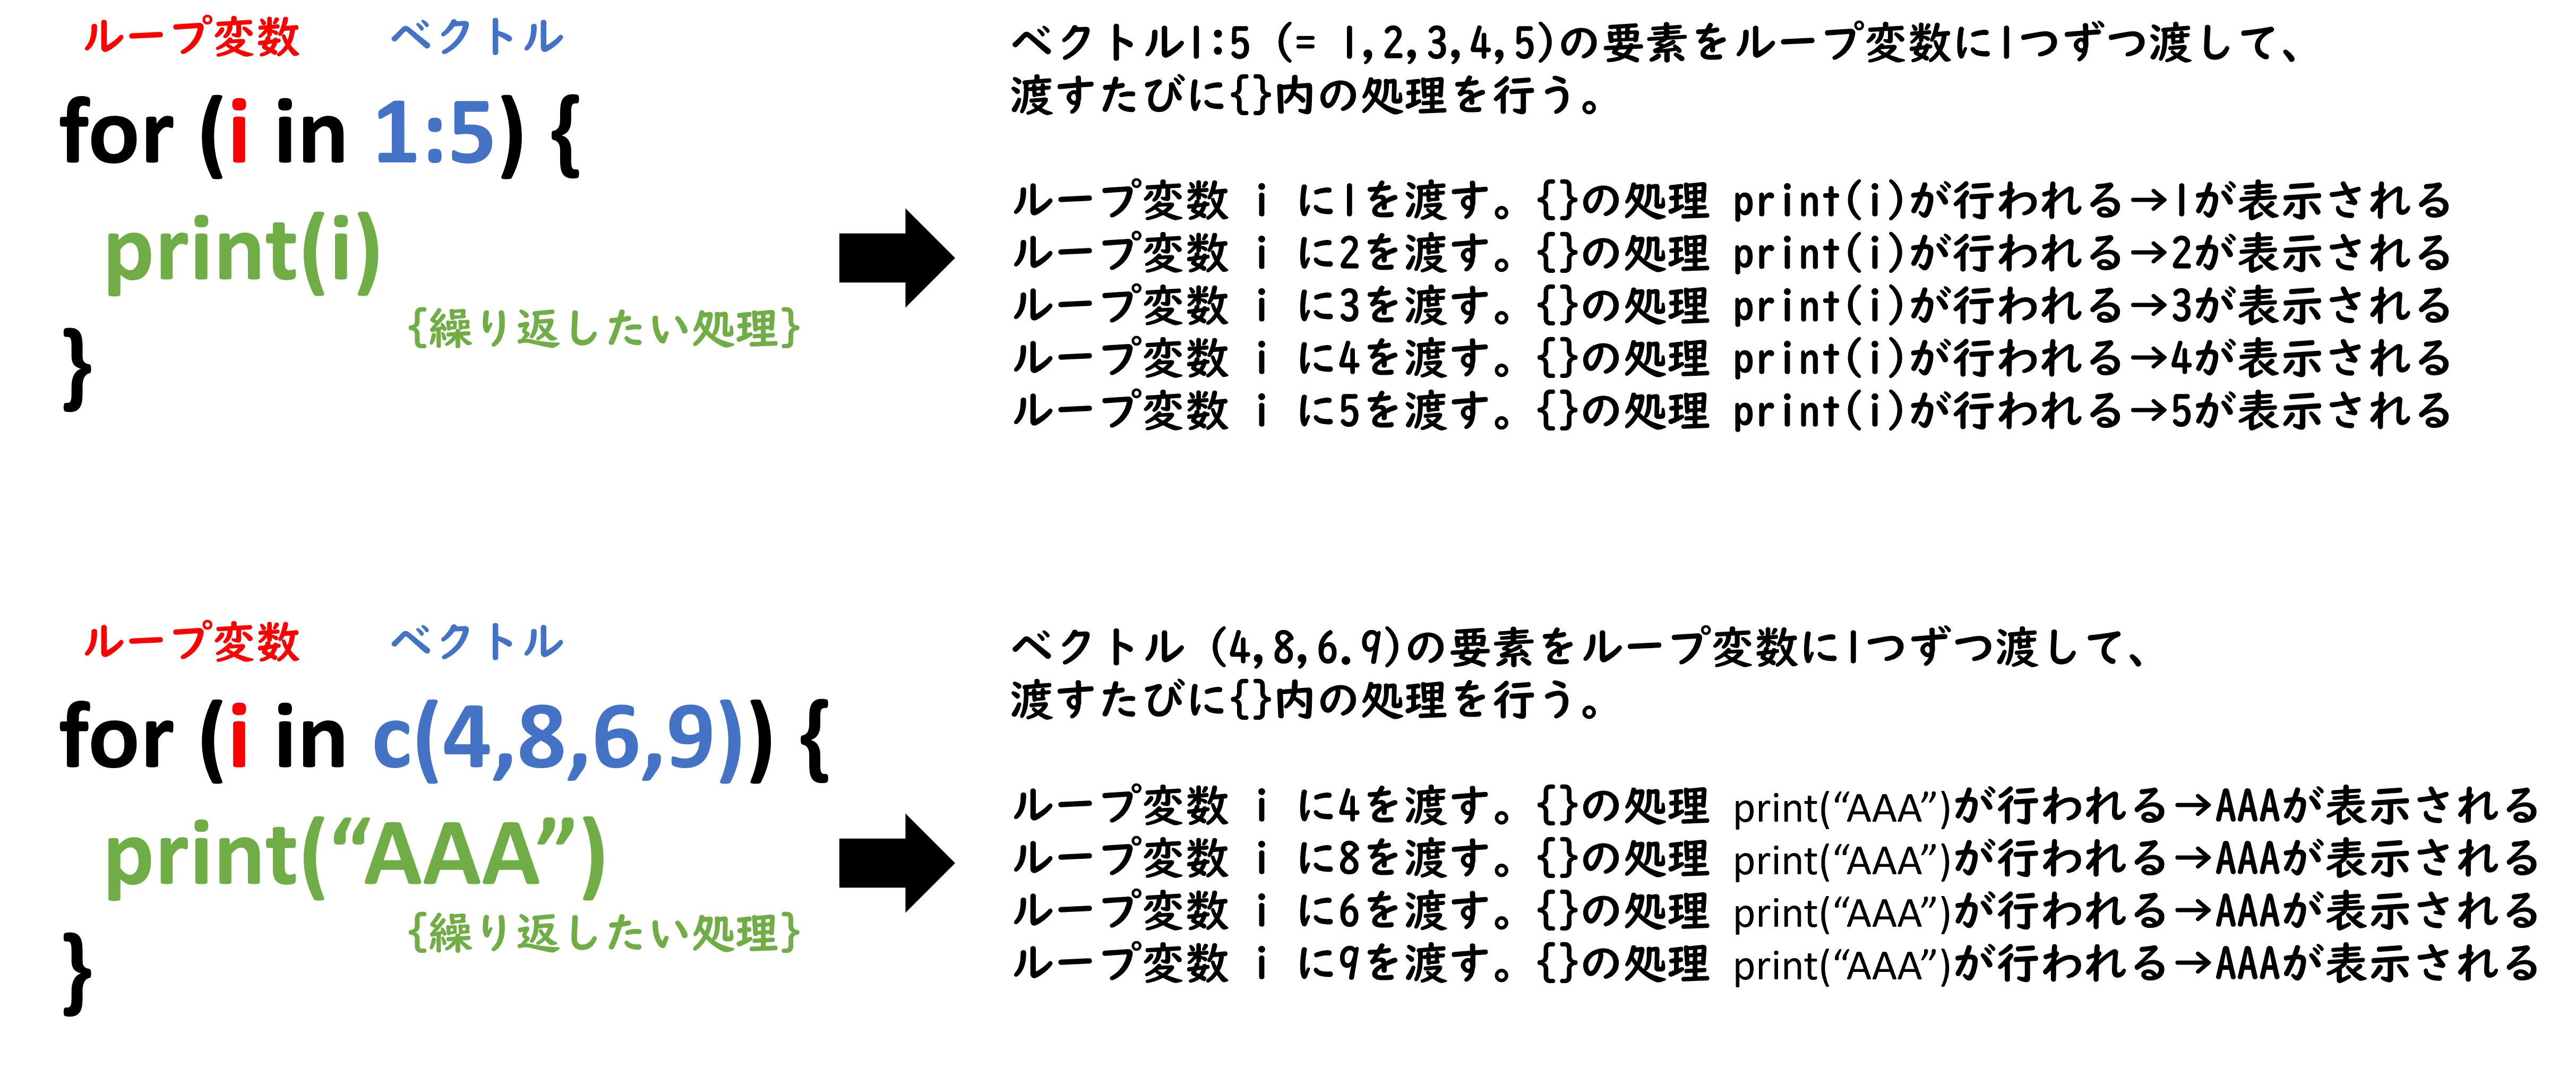 ループ変数 ベクトル
for (i in 1:5) {
print(i)
{繰り返したい処理}
}
ベクトル1:5 (= 1,2,3,4,5)の要素をループ変数に1つずつ渡して、
渡すたびに{}内の処理を行う。
ループ変数 i に1を渡す。{}の処理 print(i)が行われる→1が表示される
ループ変数 i に2を渡す。{}の処理 print(i)が行われる→2が表示される
ループ変数 i に3を渡す。{}の処理 print(i)が行われる→3が表示される
ループ変数 i に4を渡す。{}の処理 print(i)が行われる→4が表示される
ループ変数 i に5を渡す。{}の処理 print(i)が行われる→5が表示される
ループ変数 ベクトル
for (i in c(4,8,6,9)) {
print(“AAA”)
{繰り返したい処理}
}
ベクトル (4,8,6.9)の要素をループ変数に1つずつ渡して、
渡すたびに{}内の処理を行う。
ループ変数 i に4を渡す。{}の処理 print(“AAA”)が行われる→AAAが表示される
ループ変数 i に8を渡す。{}の処理 print(“AAA”)が行われる→AAAが表示される
ループ変数 i に6を渡す。{}の処理 print(“AAA”)が行われる→AAAが表示される
ループ変数 i に9を渡す。{}の処理 print(“AAA”)が行われる→AAAが表示される